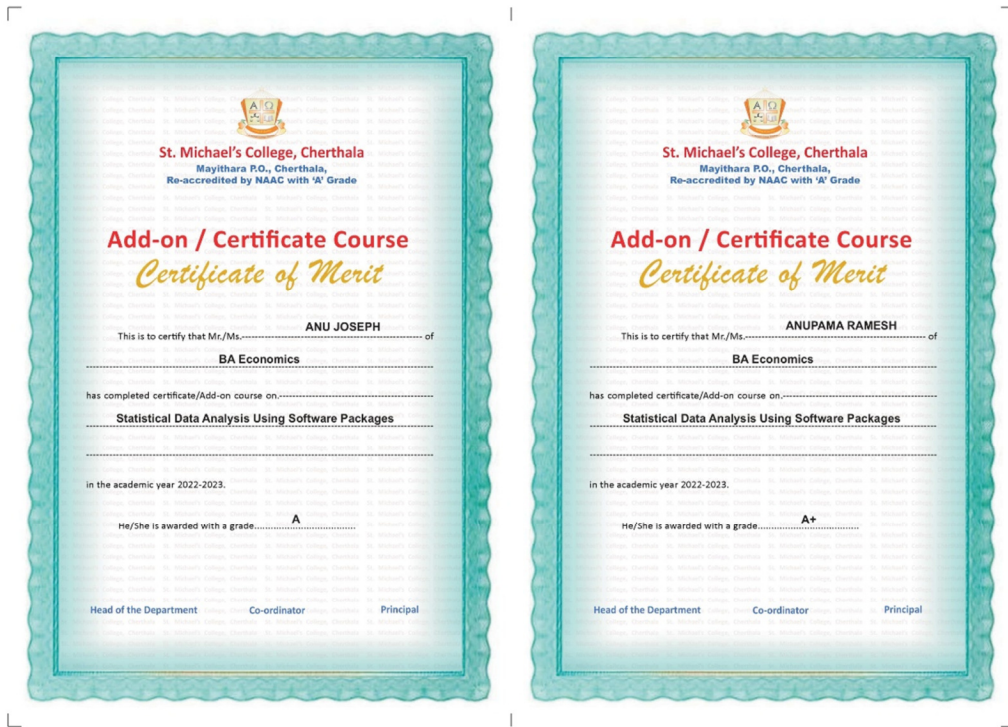 Α Ω
St. Michael's College, Cherthala
Mayithara P.O., Cherthala,
Re-accredited by NAAC with 'A' Grade
Add-on / Certificate Course
Certificate of Merit
This is to certify that Mr./Ms. ANU JOSEPH of
BA Economics
has completed certificate/Add-on course on.
Statistical Data Analysis Using Software Packages
in the academic year 2022-2023.
He/She is awarded with a grade A
Head of the Department Co-ordinator Principal
Α Ω
St. Michael's College, Cherthala
Mayithara P.O., Cherthala,
Re-accredited by NAAC with 'A' Grade
Add-on / Certificate Course
Certificate of Merit
This is to certify that Mr./Ms. ANUPAMA RAMESH of
BA Economics
has completed certificate/Add-on course on.
Statistical Data Analysis Using Software Packages
in the academic year 2022-2023.
He/She is awarded with a grade A+
Head of the Department Co-ordinator Principal